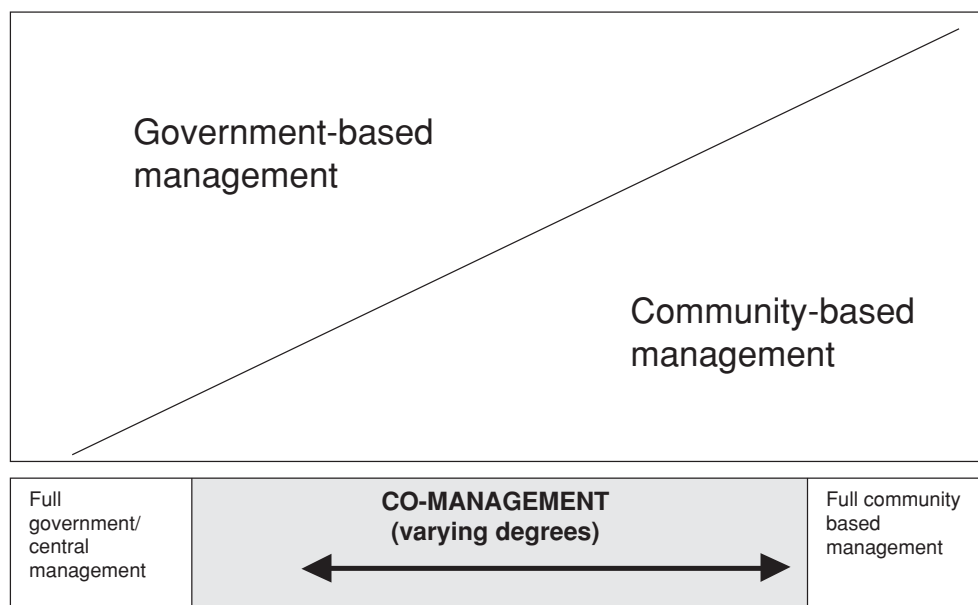 Government-based
management
Community-based
management
Full
government/
central
management
CO-MANAGEMENT
(varying degrees)
Full community
based
management